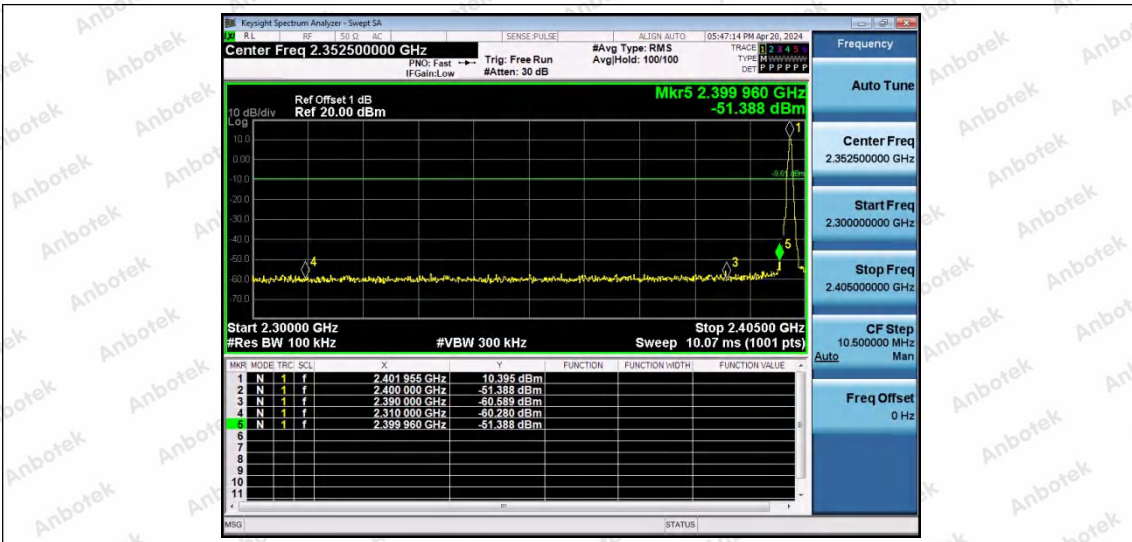 Keysight Spectrum Analyzer - Swept SA
LXI RL RF 50 Ω AC SENSE:PULSE ALIGN AUTO 05:47:14 PM Apr 20, 2024
Center Freq 2.352500000 GHz #Avg Type: RMS TRACE 1 2 3 4 5 6
PNO: Fast Trig: Free Run Avg|Hold: 100/100 TYPE M WWWWW
IFGain:Low #Atten: 30 dB DET P P P P P P
Mkr5 2.399 960 GHz
-51.388 dBm
Ref Offset 1 dB
10 dB/div Ref 20.00 dBm
Log
1
10.0
0.00
-10.0
-9.61 dBm
-20.0
-30.0
-40.0
5
-50.0
4
3
-60.0
-70.0
Start 2.30000 GHz Stop 2.40500 GHz
#Res BW 100 kHz #VBW 300 kHz Sweep 10.07 ms (1001 pts)
MKR MODE TRC SCL X Y FUNCTION FUNCTION WIDTH FUNCTION VALUE
1 N 1 f 2.401 955 GHz 10.395 dBm
2 N 1 f 2.400 000 GHz -51.388 dBm
3 N 1 f 2.390 000 GHz -60.589 dBm
4 N 1 f 2.310 000 GHz -60.280 dBm
5 N 1 f 2.399 960 GHz -51.388 dBm
6
7
8
9
10
11
MSG STATUS
Frequency
Auto Tune
Center Freq
2.352500000 GHz
Start Freq
2.300000000 GHz
Stop Freq
2.405000000 GHz
CF Step
10.500000 MHz
Auto Man
Freq Offset
0 Hz
Anbotek